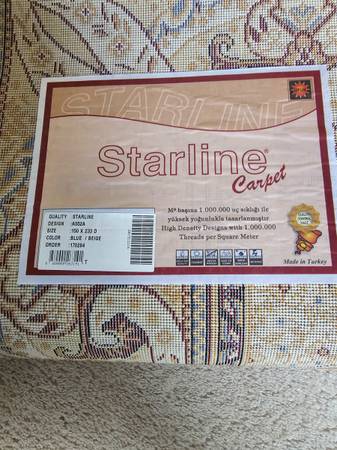 STARLINE
Starline®
Carpet
M² başına 1.000.000 uç sıklığı ile
yüksek yoğunlukla tasarlanmıştır
High Density Designs with 1.000.000
Threads per Square Meter
QUALITY : STARLINE
DESIGN : A002A
SIZE : 150 X 233 D
COLOR : BLUE / BEIGE
ORDER : 170294
T
Made in Turkey